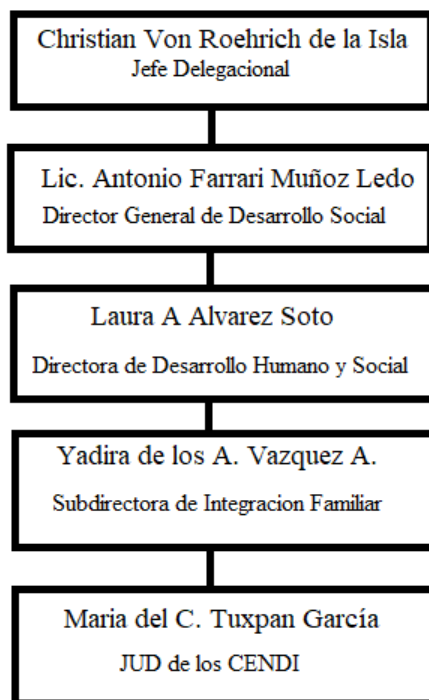 Christian Von Roehrich de la Isla
Jefe Delegacional
Lic. Antonio Farrari Muñoz Ledo
Director General de Desarrollo Social
Laura A Alvarez Soto
Directora de Desarrollo Humano y Social
Yadira de los A. Vazquez A.
Subdirectora de Integracion Familiar
Maria del C. Tuxpan García
JUD de los CENDI